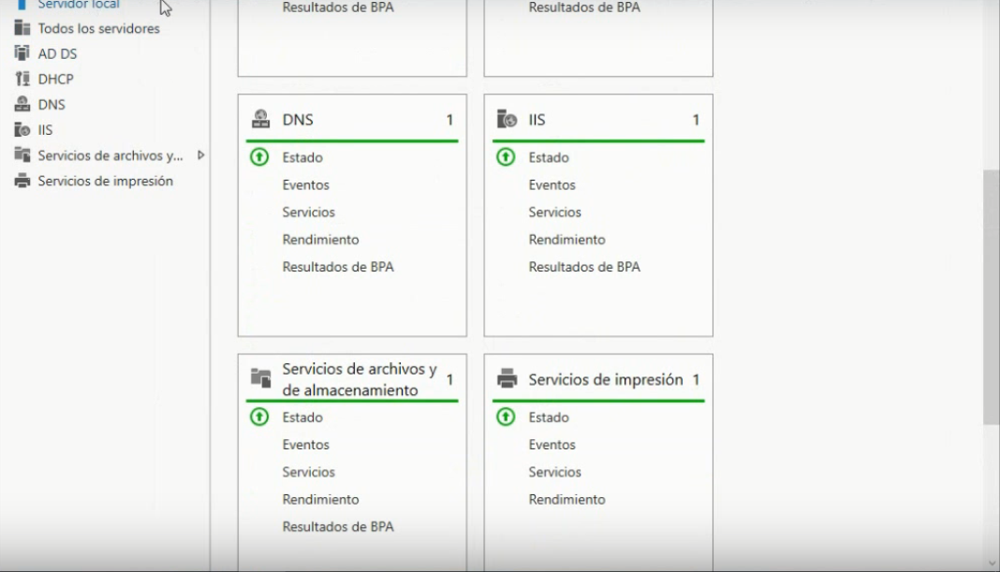 Servidor local
Todos los servidores
AD DS
DHCP
DNS
IIS
Servicios de archivos y...
Servicios de impresión
Resultados de BPA
Resultados de BPA
DNS 1
Estado
Eventos
Servicios
Rendimiento
Resultados de BPA
IIS 1
Estado
Eventos
Servicios
Rendimiento
Resultados de BPA
Servicios de archivos y
de almacenamiento 1
Estado
Eventos
Servicios
Rendimiento
Resultados de BPA
Servicios de impresión 1
Estado
Eventos
Servicios
Rendimiento